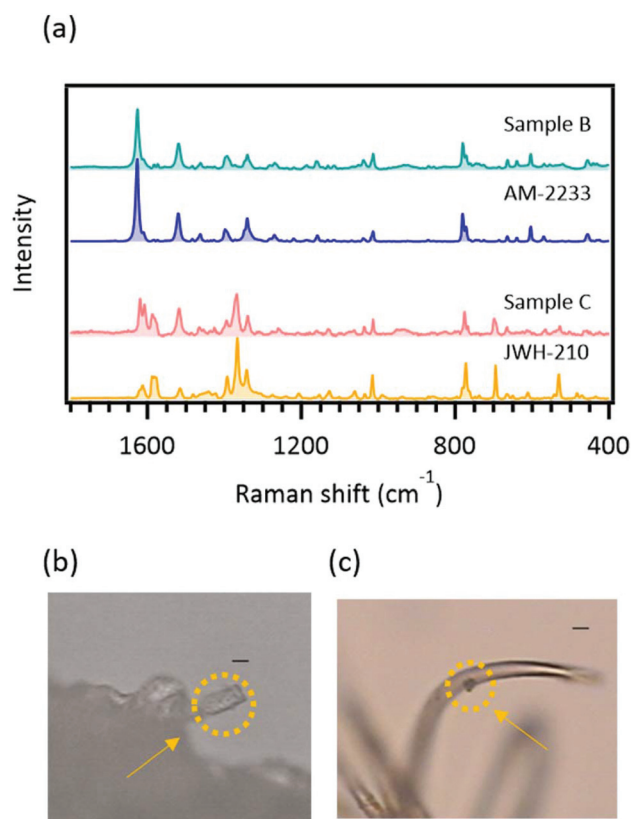 (a)
Sample B
AM-2233
Sample C
JWH-210
Intensity
1600
1200
800
400
Raman shift (cm⁻¹)
(b)
(c)